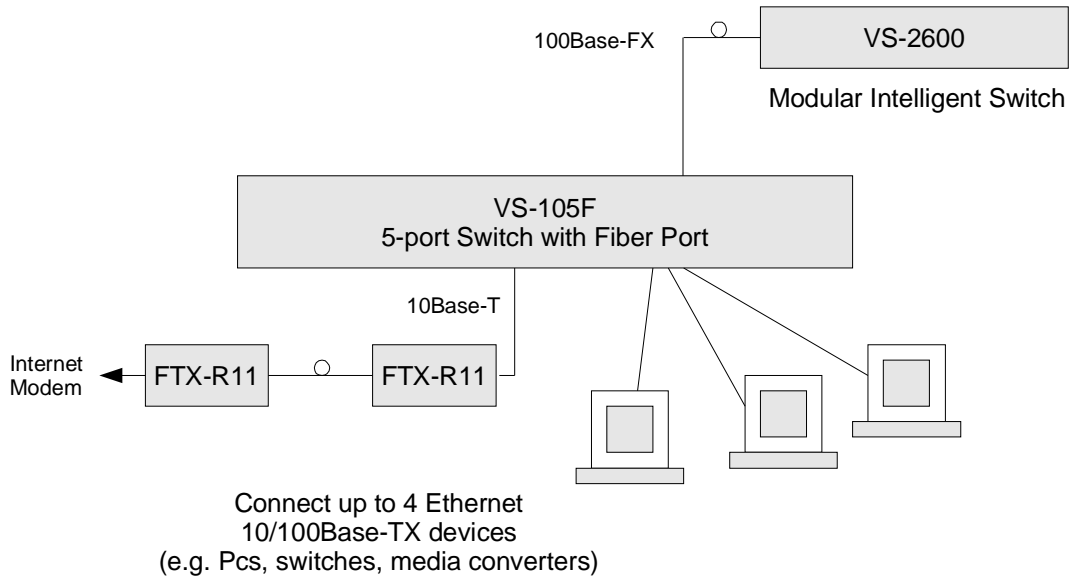 100Base-FX
VS-2600
Modular Intelligent Switch
VS-105F
5-port Switch with Fiber Port
10Base-T
Internet
Modem
FTX-R11
FTX-R11
Connect up to 4 Ethernet
10/100Base-TX devices
(e.g. Pcs, switches, media converters)